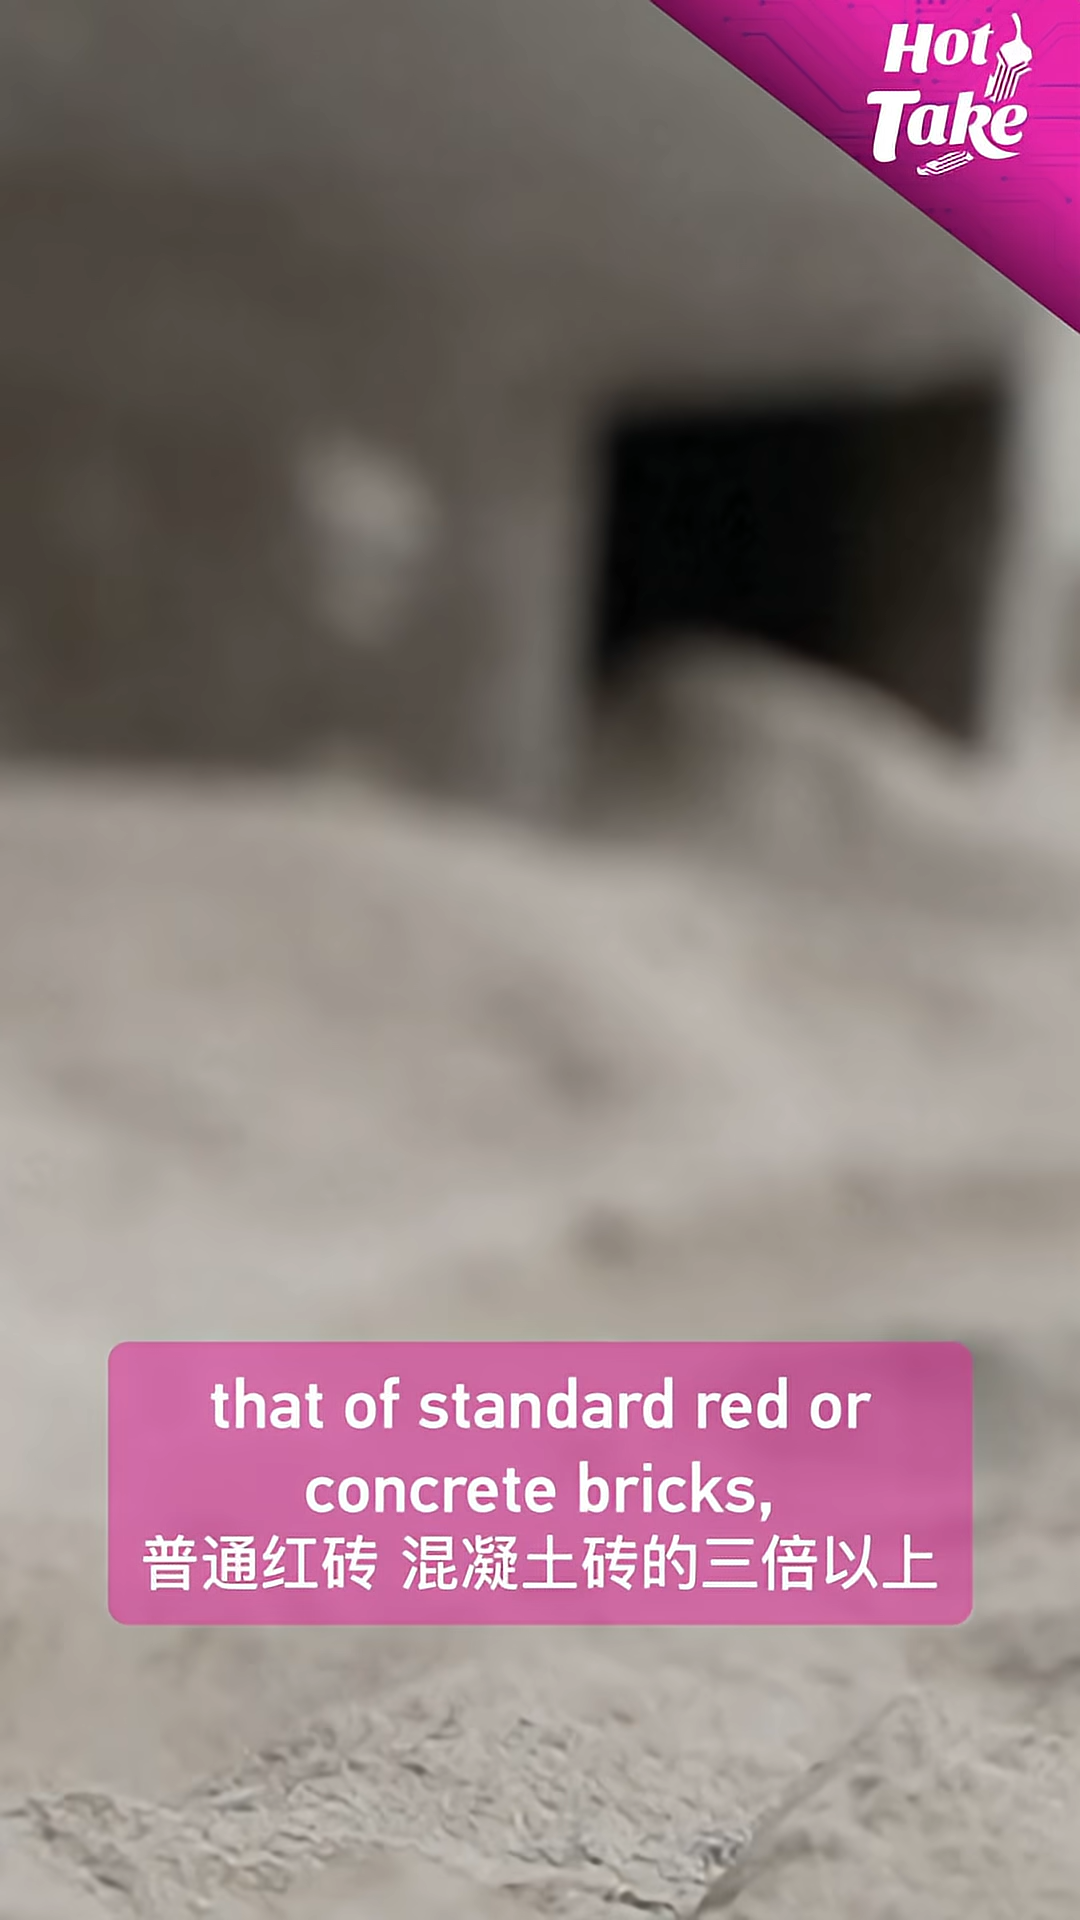 Hot
Take
that of standard red or
concrete bricks,
普通红砖 混凝土砖的三倍以上